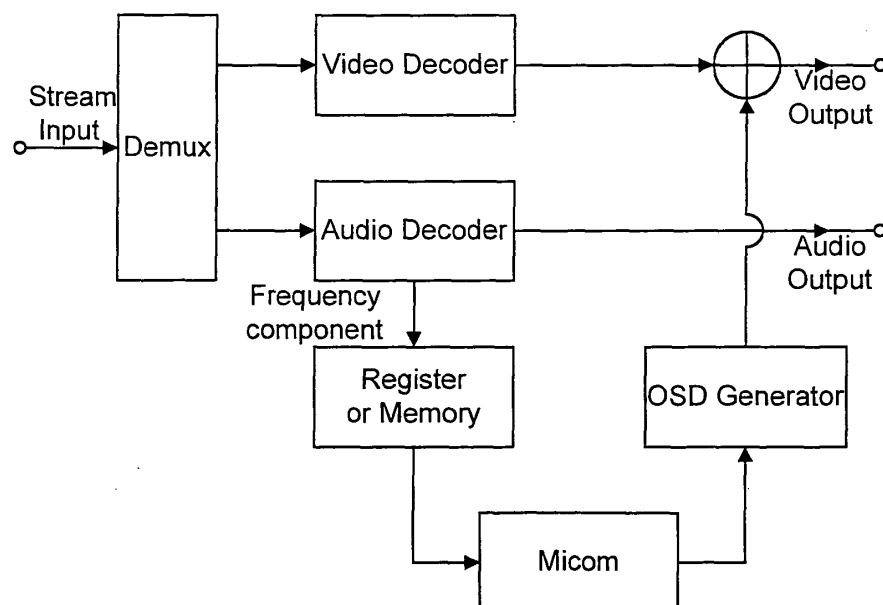 Video Decoder
Video
Output
Stream
Input
Demux
Audio Decoder
Audio
Output
Frequency
component
Register
or Memory
OSD Generator
Micom